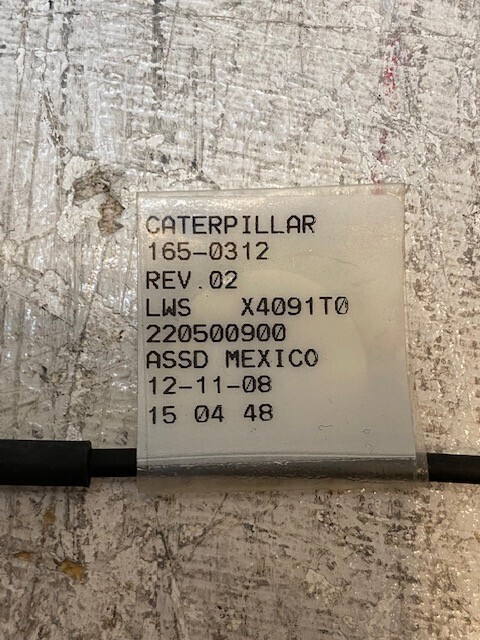 CATERPILLAR
165-0312
REV.02
LWS X4091T0
220500900
ASSD MEXICO
12-11-08
15 04 48